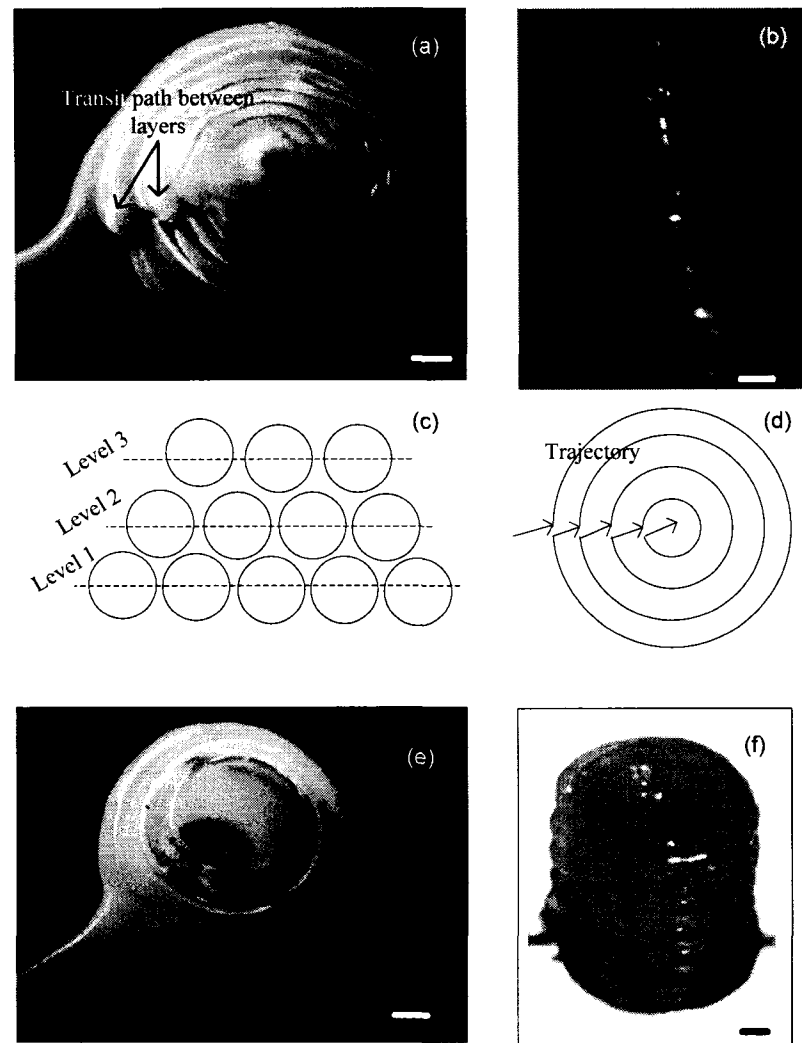 (a)
Transit path between
layers
(b)
(c)
Level 3
Level 2
Level 1
(d)
Trajectory
(e)
(f)